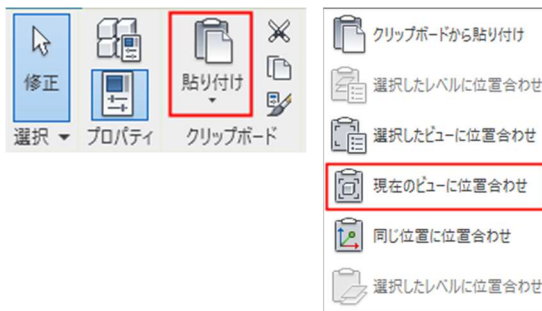 修正
貼り付け
選択
プロパティ
クリップボード
クリップボードから貼り付け
選択したレベルに位置合わせ
選択したビューに位置合わせ
現在のビューに位置合わせ
同じ位置に位置合わせ
選択したレベルに位置合わせ